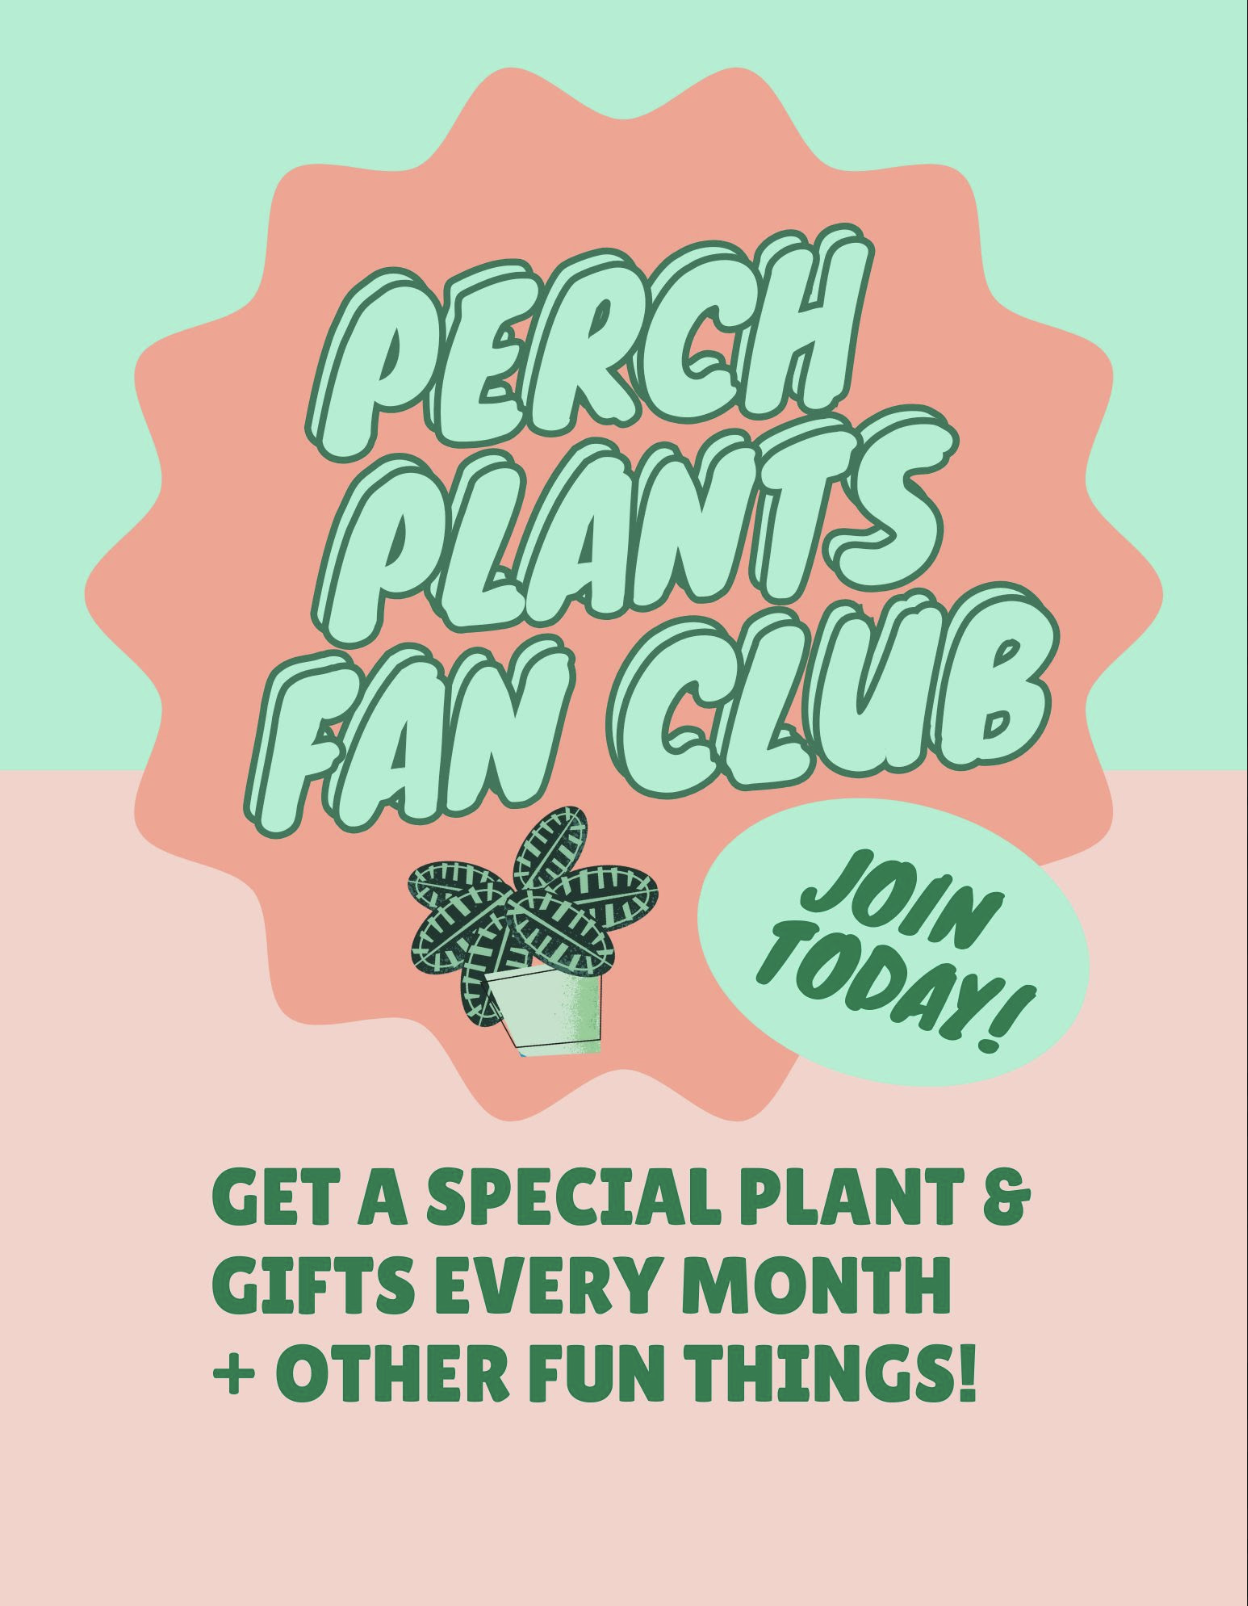 PERCH
PLANTS
FAN CLUB
JOIN
TODAY!
GET A SPECIAL PLANT &
GIFTS EVERY MONTH
+ OTHER FUN THINGS!